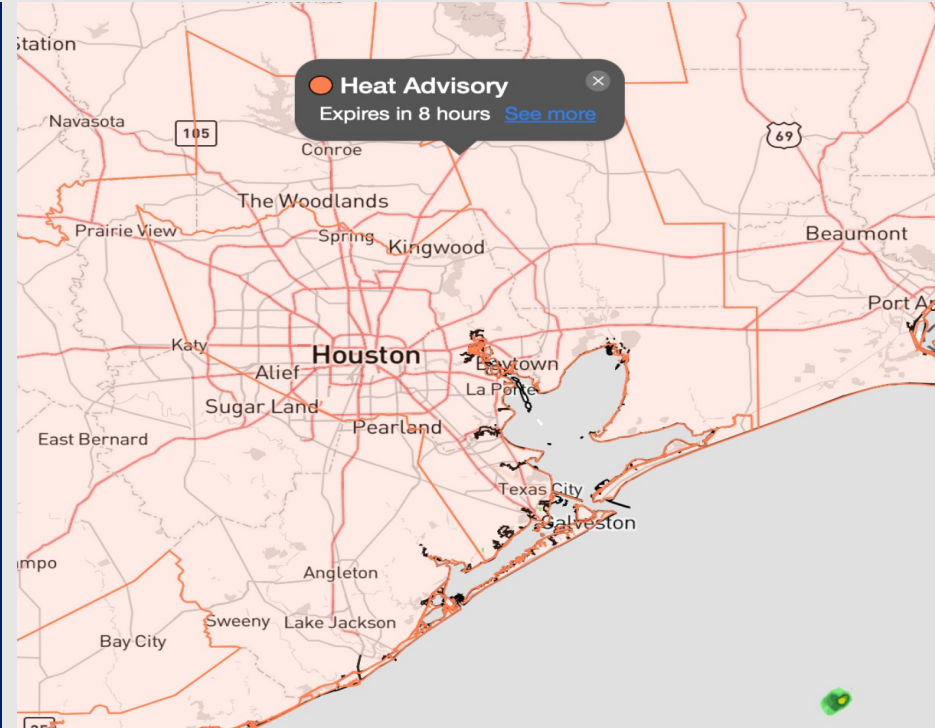 Station
Heat Advisory
Expires in 8 hours See more
Navasota
105
69
Conroe
The Woodlands
Prairie View
Spring
Kingwood
Beaumont
Port Ar
Katy
Houston
Alief
Baytown
La Porte
Sugar Land
Pearland
East Bernard
Texas City
Galveston
ampo
Angleton
Sweeny
Lake Jackson
Bay City